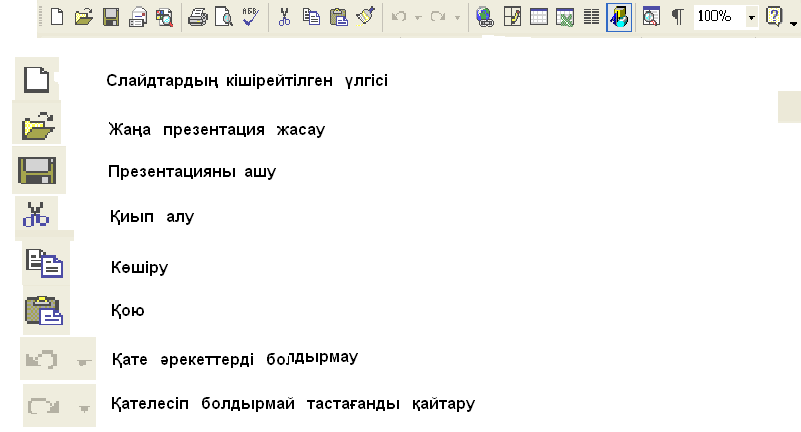 АБВ
100%
Слайдтардың кішірейтілген үлгісі
Жаңа презентация жасау
Презентацияны ашу
Қиып алу
Көшіру
Қою
Қате әрекеттерді болдырмау
Қателесіп болдырмай тастағанды қайтару